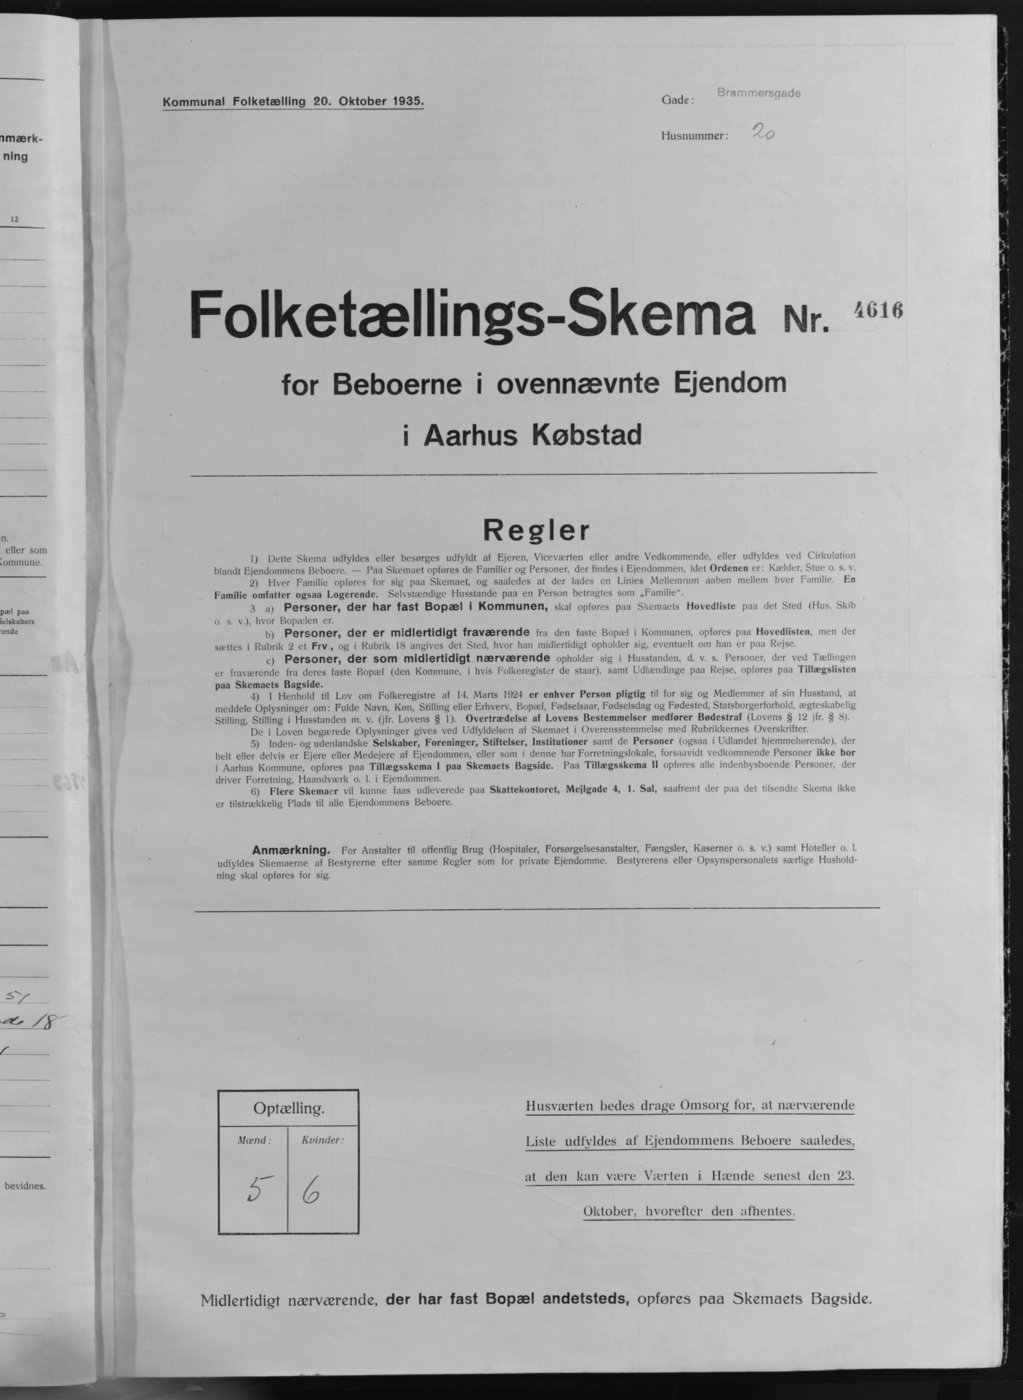 nmærk-
ning
12
n.
eller som
Kommune.
pæl paa
Selskabers
rende
51
18
bevidnes.
Kommunal Folketælling 20. Oktober 1935.
Gade: Brammersgade
Husnummer: 20
Folketællings-Skema Nr. 4616
for Beboerne i ovennævnte Ejendom
i Aarhus Købstad
Regler
1) Dette Skema udfyldes eller besørges udfyldt af Ejeren, Viceværten eller andre Vedkommende, eller udfyldes ved Cirkulation
blandt Ejendommens Beboere. — Paa Skemaet opføres de Familier og Personer, der findes i Ejendommen, idet Ordenen er: Kælder, Stue o. s. v.
2) Hver Familie opføres for sig paa Skemaet, og saaledes at der lades en Linies Mellemrum aaben mellem hver Familie. En
Familie omfatter ogsaa Logerende. Selvstændige Husstande paa en Person betragtes som „Familie".
3 a) Personer, der har fast Bopæl i Kommunen, skal opføres paa Skemaets Hovedliste paa det Sted (Hus, Skib
o. s. v.), hvor Bopælen er.
b) Personer, der er midlertidigt fraværende fra den faste Bopæl i Kommunen, opføres paa Hovedlisten, men der
sættes i Rubrik 2 et Frv., og i Rubrik 18 angives det Sted, hvor han midlertidigt opholder sig, eventuelt om han er paa Rejse.
c) Personer, der som midlertidigt nærværende opholder sig i Husstanden, d. v. s. Personer, der ved Tællingen
er fraværende fra deres faste Bopæl (den Kommune, i hvis Folkeregister de staar), samt Udlændinge paa Rejse, opføres paa Tillægslisten
paa Skemaets Bagside.
4) I Henhold til Lov om Folkeregistre af 14. Marts 1924 er enhver Person pligtig til for sig og Medlemmer af sin Husstand, at
meddele Oplysninger om: Fulde Navn, Køn, Stilling eller Erhverv, Bopæl, Fødselsaar, Fødselsdag og Fødested, Statsborgerforhold, ægteskabelig
Stilling, Stilling i Husstanden m. v. (jfr. Lovens § 1). Overtrædelse af Lovens Bestemmelser medfører Bødestraf (Lovens § 12 jfr. § 8).
De i Loven begærede Oplysninger gives ved Udfyldelsen af Skemaet i Overensstemmelse med Rubrikkernes Overskrifter.
5) Inden- og udenlandske Selskaber, Foreninger, Stiftelser, Institutioner samt de Personer (ogsaa i Udlandet hjemmehørende), der
helt eller delvis er Ejere eller Medejere af Ejendommen, eller som i denne har Forretningslokale, forsaavidt vedkommende Personer ikke bor
i Aarhus Kommune, opføres paa Tillægsskema I paa Skemaets Bagside. Paa Tillægsskema II opføres alle indenbysboende Personer, der
driver Forretning, Haandværk o. l. i Ejendommen.
6) Flere Skemaer vil kunne faas udleverede paa Skattekontoret, Mejlgade 4, 1. Sal, saafremt der paa det tilsendte Skema ikke
er tilstrækkelig Plads til alle Ejendommens Beboere.
Anmærkning. For Anstalter til offentlig Brug (Hospitaler, Forsørgelsesanstalter, Fængsler, Kaserner o. s. v.) samt Hoteller o. l.
udfyldes Skemaerne af Bestyrerne efter samme Regler som for private Ejendomme. Bestyrerens eller Opsynspersonalets særlige Hushold-
ning skal opføres for sig.
Optælling.
Mænd: Kvinder:
5 6
Husværten bedes drage Omsorg for, at nærværende
Liste udfyldes af Ejendommens Beboere saaledes,
at den kan være Værten i Hænde senest den 23.
Oktober, hvorefter den afhentes.
Midlertidigt nærværende, der har fast Bopæl andetsteds, opføres paa Skemaets Bagside.